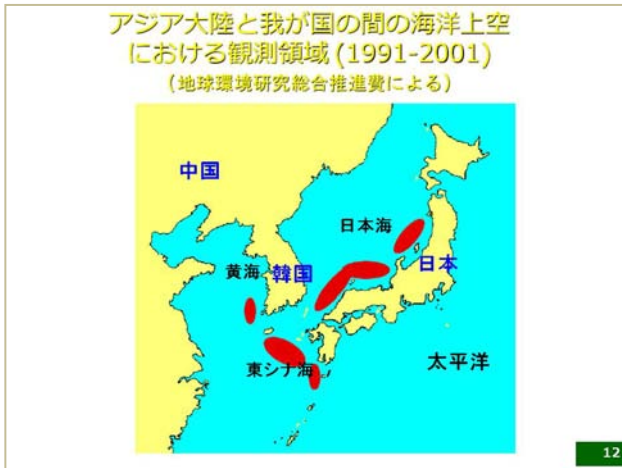 アジア大陸と我が国の間の海洋上空
における観測領域(1991-2001)
(地球環境研究総合推進費による)
中国
日本海
黄海
韓国
日本
東シナ海
太平洋
12